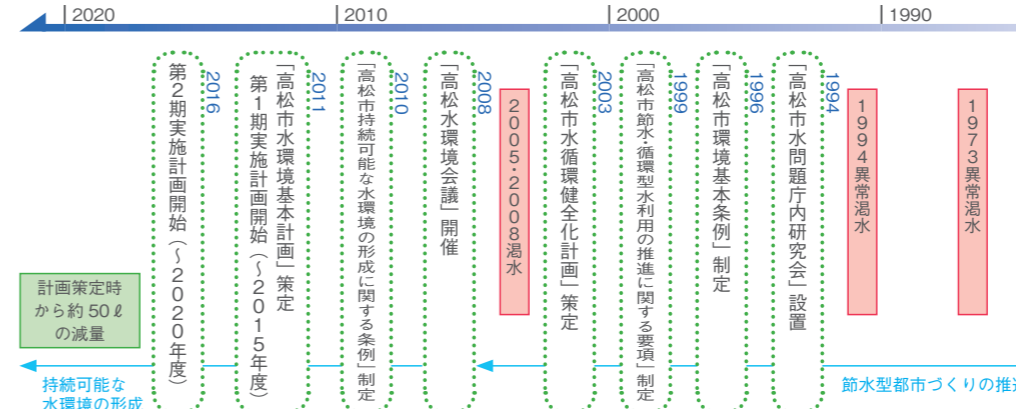 2020
2010
2000
1990
1973異常渇水
1994異常渇水
1994
「高松市水問題庁内研究会」設置
1996
「高松市環境基本条例」制定
1999
「高松市節水・循環型水利用の推進に関する要項」制定
2003
「高松市水循環健全化計画」策定
2005・2008渇水
2008
「高松水環境会議」開催
2010
「高松市持続可能な水環境の形成に関する条例」制定
2011
「高松市水環境基本計画」策定
第1期実施計画開始（～2015年度）
2016
第2期実施計画開始（～2020年度）
計画策定時
から約50ℓ
の減量
節水型都市づくりの推進
持続可能な
水環境の形成